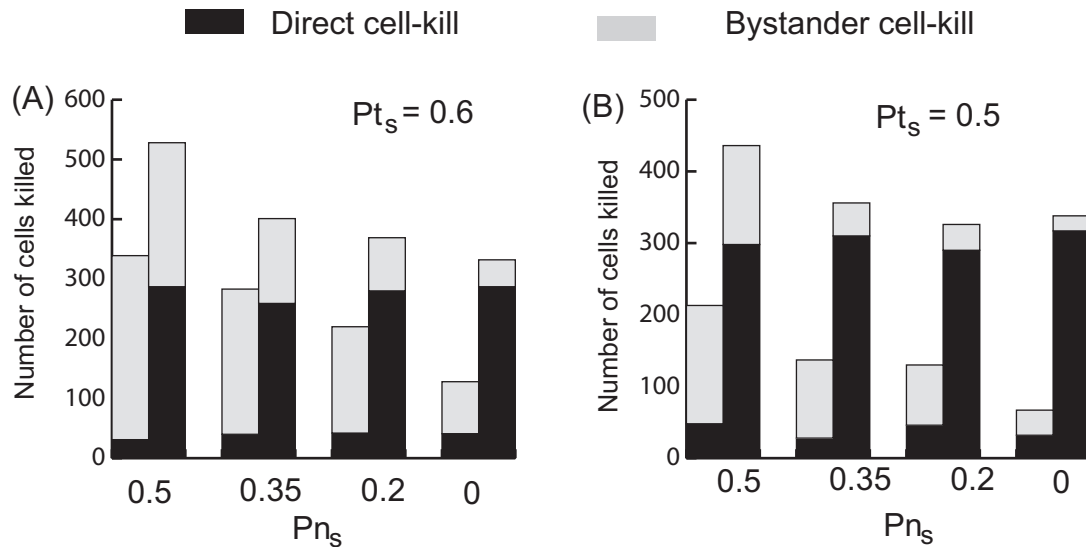 Direct cell-kill
Bystander cell-kill
(A)
Pts = 0.6
Number of cells killed
600
500
400
300
200
100
0
0.5 0.35 0.2 0
Pns
(B)
Pts = 0.5
Number of cells killed
500
400
300
200
100
0
0.5 0.35 0.2 0
Pns